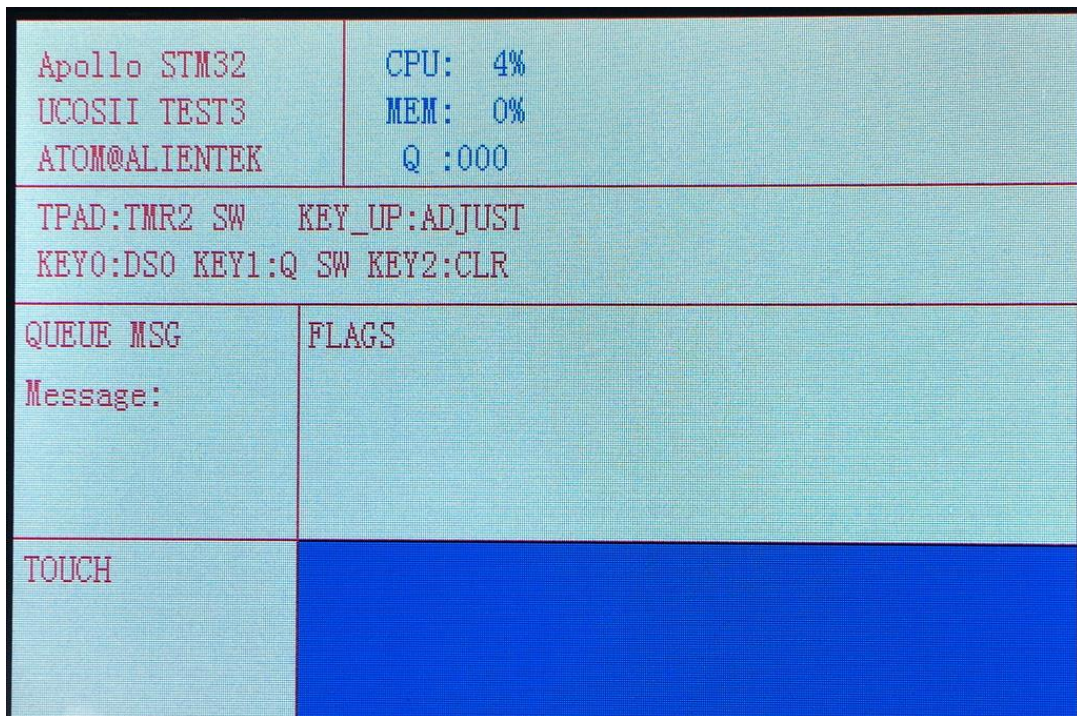 Apollo STM32
UCOSII TEST3
ATOM@ALIENTEK
CPU: 4%
MEM: 0%
Q :000
TPAD:TMR2 SW KEY_UP:ADJUST
KEY0:DS0 KEY1:Q SW KEY2:CLR
QUEUE MSG
Message:
FLAGS
TOUCH